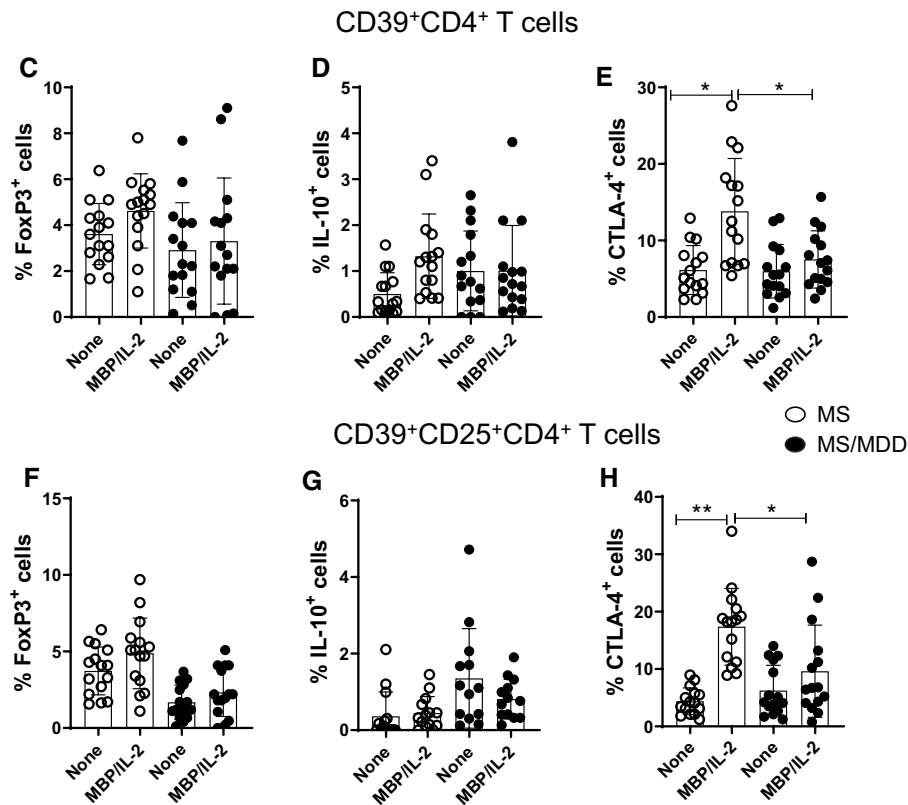 CD39⁺CD4⁺ T cells
C
D
E
% FoxP3⁺ cells
10
8
6
4
2
0
None
MBP/IL-2
None
MBP/IL-2
% IL-10⁺ cells
5
4
3
2
1
0
None
MBP/IL-2
None
MBP/IL-2
% CTLA-4⁺ cells
30
20
10
0
*
*
None
MBP/IL-2
None
MBP/IL-2
MS
MS/MDD
CD39⁺CD25⁺CD4⁺ T cells
F
G
H
% FoxP3⁺ cells
15
10
5
0
None
MBP/IL-2
None
MBP/IL-2
% IL-10⁺ cells
6
4
2
0
None
MBP/IL-2
None
MBP/IL-2
% CTLA-4⁺ cells
40
30
20
10
0
**
*
None
MBP/IL-2
None
MBP/IL-2